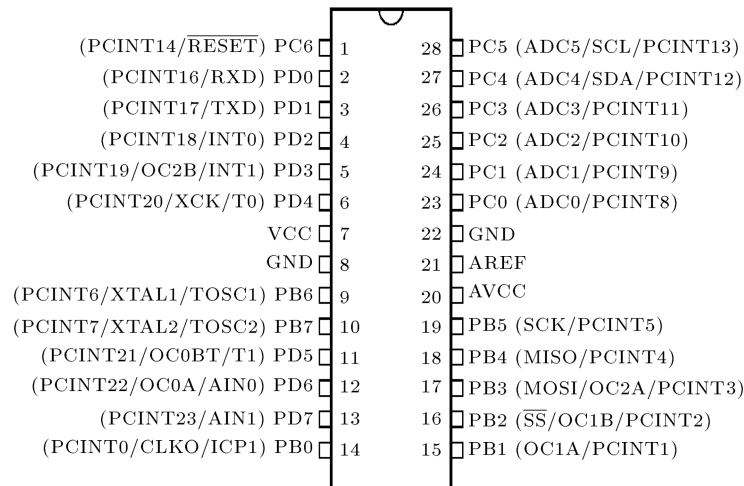 (PCINT14/RESET) PC6 1 28 PC5 (ADC5/SCL/PCINT13)
(PCINT16/RXD) PD0 2 27 PC4 (ADC4/SDA/PCINT12)
(PCINT17/TXD) PD1 3 26 PC3 (ADC3/PCINT11)
(PCINT18/INT0) PD2 4 25 PC2 (ADC2/PCINT10)
(PCINT19/OC2B/INT1) PD3 5 24 PC1 (ADC1/PCINT9)
(PCINT20/XCK/T0) PD4 6 23 PC0 (ADC0/PCINT8)
VCC 7 22 GND
GND 8 21 AREF
(PCINT6/XTAL1/TOSC1) PB6 9 20 AVCC
(PCINT7/XTAL2/TOSC2) PB7 10 19 PB5 (SCK/PCINT5)
(PCINT21/OC0BT/T1) PD5 11 18 PB4 (MISO/PCINT4)
(PCINT22/OC0A/AIN0) PD6 12 17 PB3 (MOSI/OC2A/PCINT3)
(PCINT23/AIN1) PD7 13 16 PB2 (SS/OC1B/PCINT2)
(PCINT0/CLKO/ICP1) PB0 14 15 PB1 (OC1A/PCINT1)